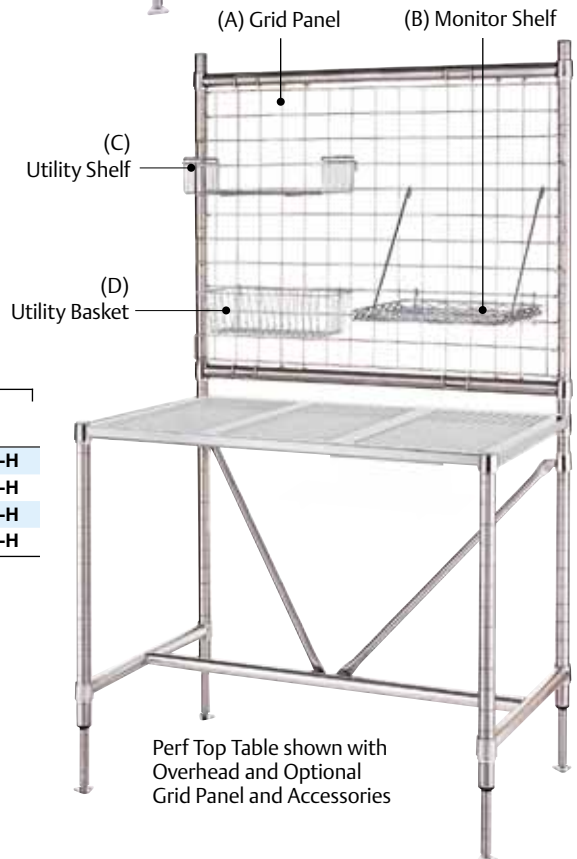 (A) Grid Panel
(B) Monitor Shelf
(C)
Utility Shelf
(D)
Utility Basket
-H
-H
-H
-H
Perf Top Table shown with
Overhead and Optional
Grid Panel and Accessories